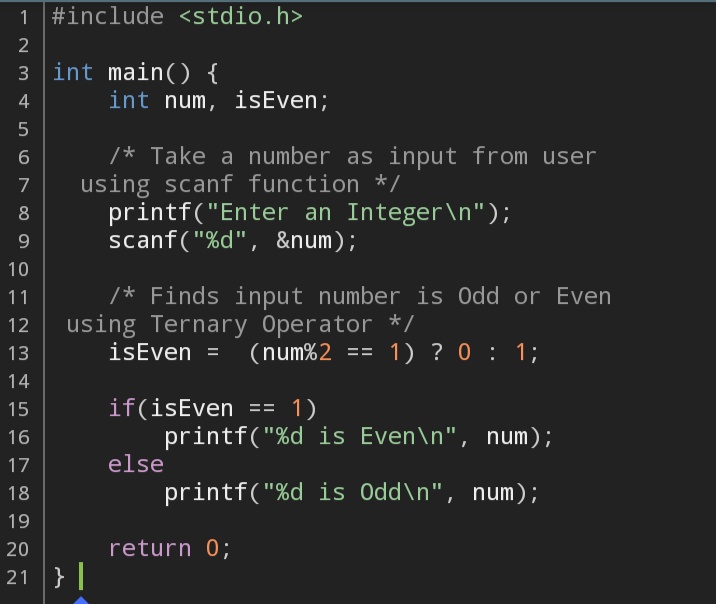 1 #include <stdio.h>
2
3 int main() {
4     int num, isEven;
5
6     /* Take a number as input from user
7   using scanf function */
8     printf("Enter an Integer\n");
9     scanf("%d", &num);
10
11     /* Finds input number is Odd or Even
12  using Ternary Operator */
13     isEven =  (num%2 == 1) ? 0 : 1;
14
15     if(isEven == 1)
16         printf("%d is Even\n", num);
17     else
18         printf("%d is Odd\n", num);
19
20     return 0;
21 }